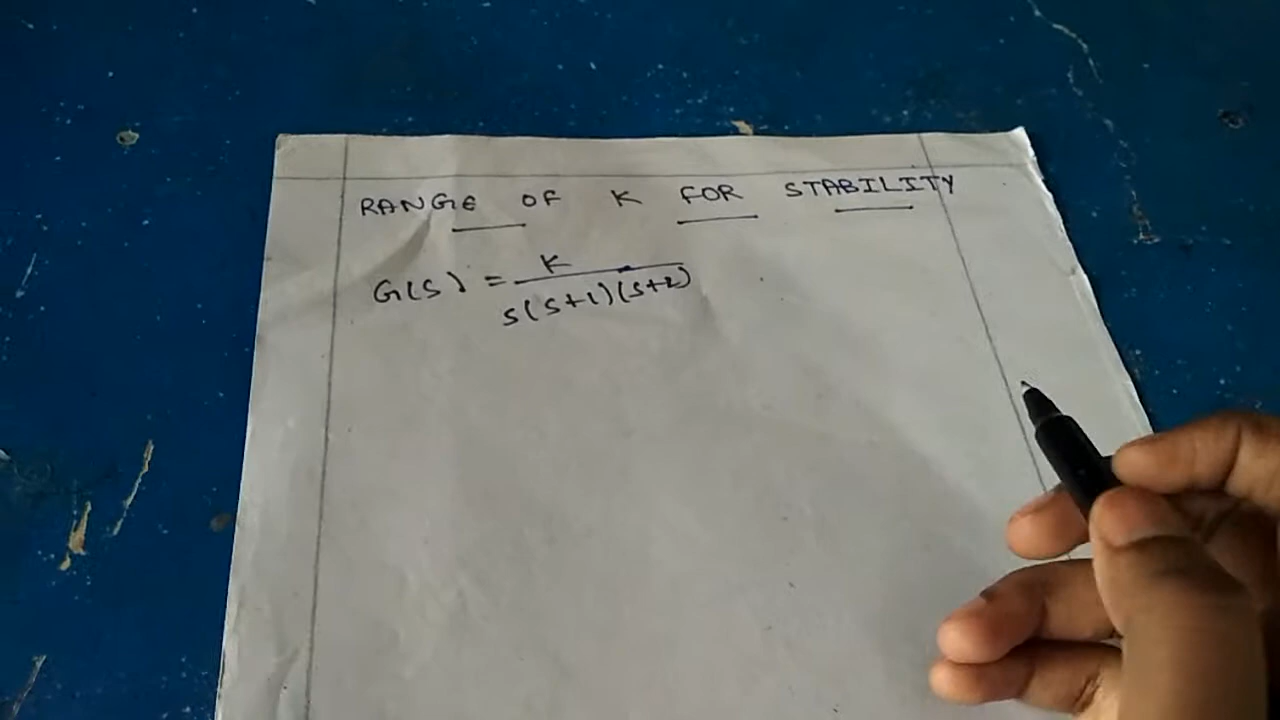 RANGE OF K FOR STABILITY
G(S) = K
S(S+1)(S+2)